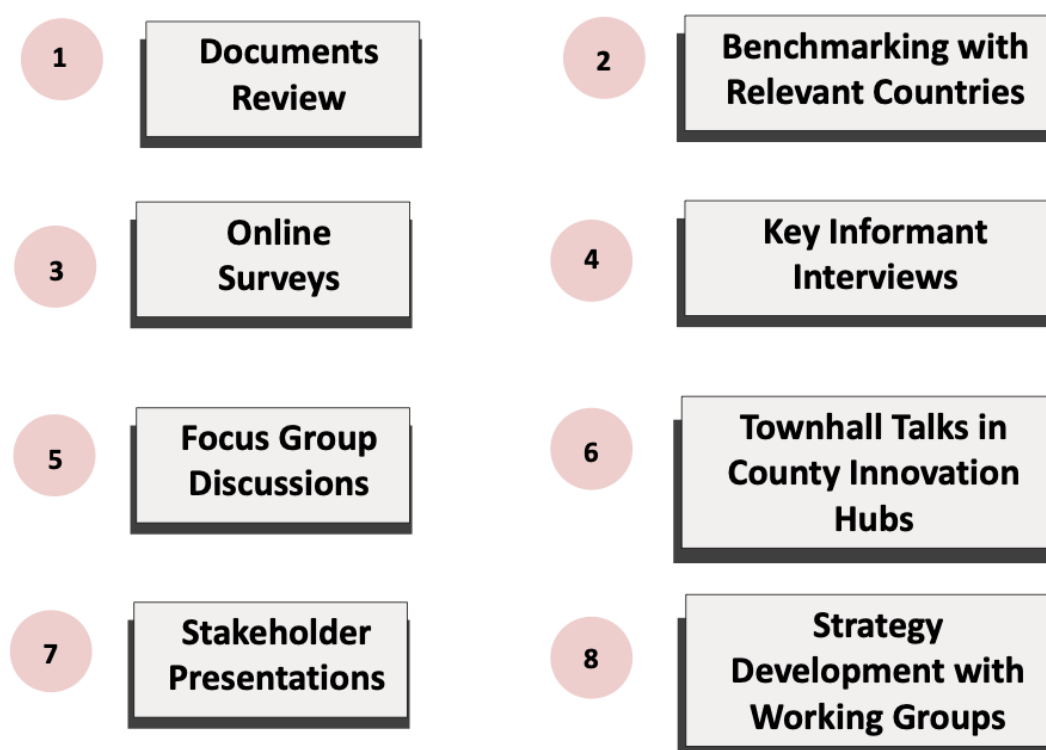 1
Documents
Review
2
Benchmarking with
Relevant Countries
3
Online
Surveys
4
Key Informant
Interviews
5
Focus Group
Discussions
6
Townhall Talks in
County Innovation
Hubs
7
Stakeholder
Presentations
8
Strategy
Development with
Working Groups